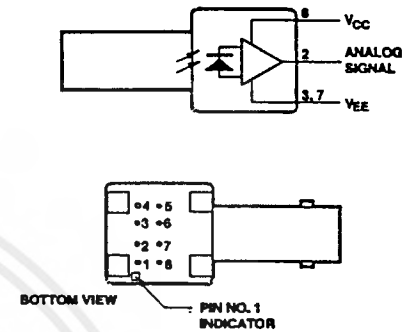 6
VCC
2
ANALOG
SIGNAL
3, 7
VEE
4 5
3 6
2 7
1 8
BOTTOM VIEW
PIN NO. 1
INDICATOR